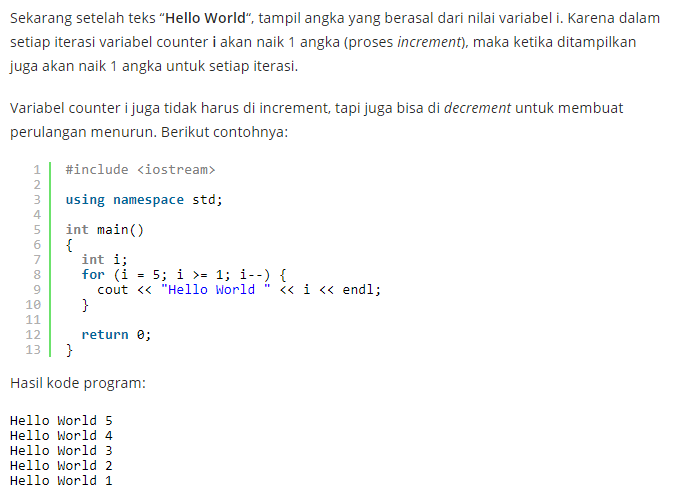 Sekarang setelah teks “Hello World“, tampil angka yang berasal dari nilai variabel i. Karena dalam
setiap iterasi variabel counter i akan naik 1 angka (proses increment), maka ketika ditampilkan
juga akan naik 1 angka untuk setiap iterasi.
Variabel counter i juga tidak harus di increment, tapi juga bisa di decrement untuk membuat
perulangan menurun. Berikut contohnya:
1 #include <iostream>
2
3 using namespace std;
4
5 int main()
6 {
7   int i;
8   for (i = 5; i >= 1; i--) {
9     cout << "Hello World " << i << endl;
10   }
11
12   return 0;
13 }
Hasil kode program:
Hello World 5
Hello World 4
Hello World 3
Hello World 2
Hello World 1